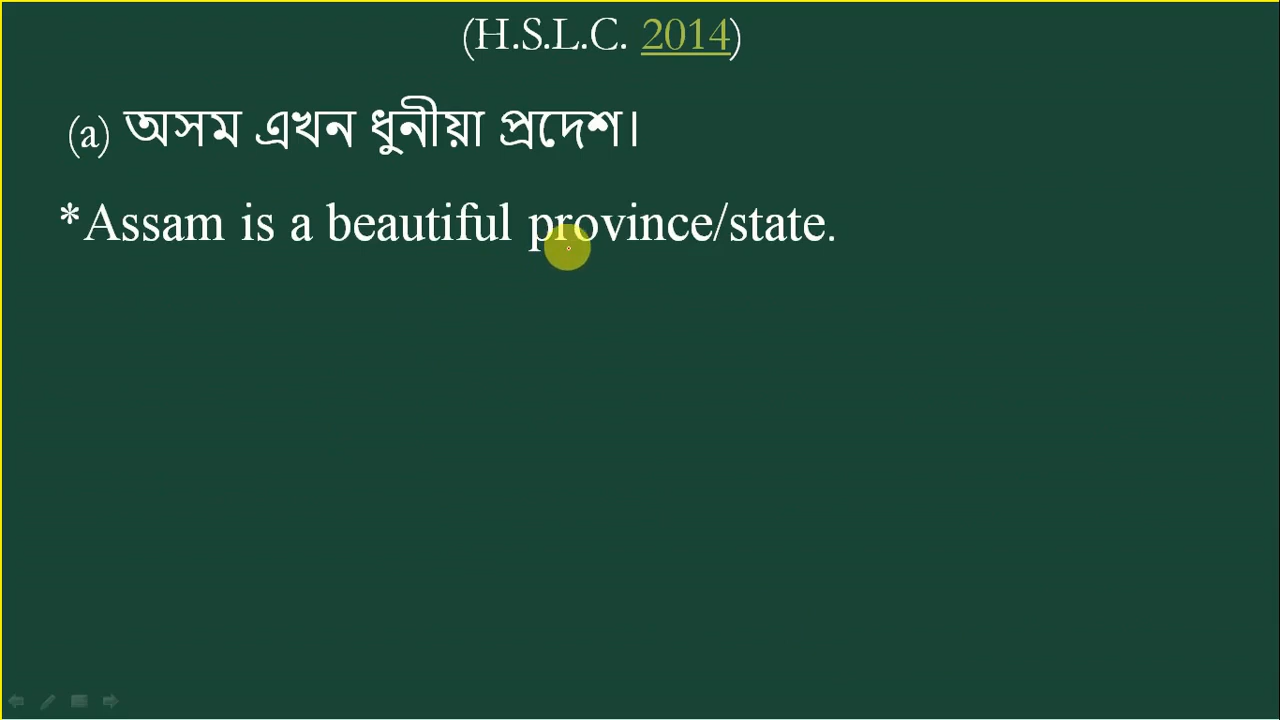 (H.S.L.C. 2014)
(a) অসম এখন ধুনীয়া প্ৰদেশ।
*Assam is a beautiful province/state.